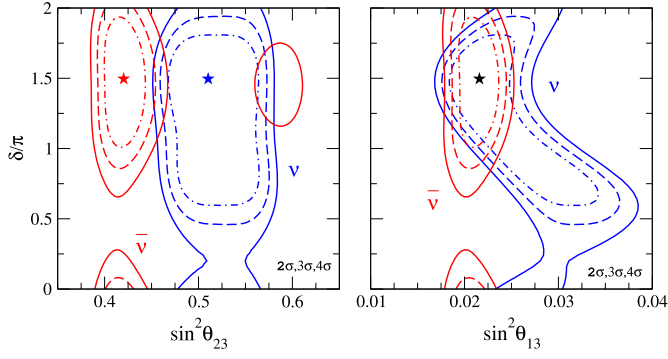 2
1.5
1
0.5
0
δ/π
ν
ν̅
2σ,3σ,4σ
0.4 0.5 0.6
sin²θ₂₃
ν
ν̅
2σ,3σ,4σ
0.01 0.02 0.03 0.04
sin²θ₁₃